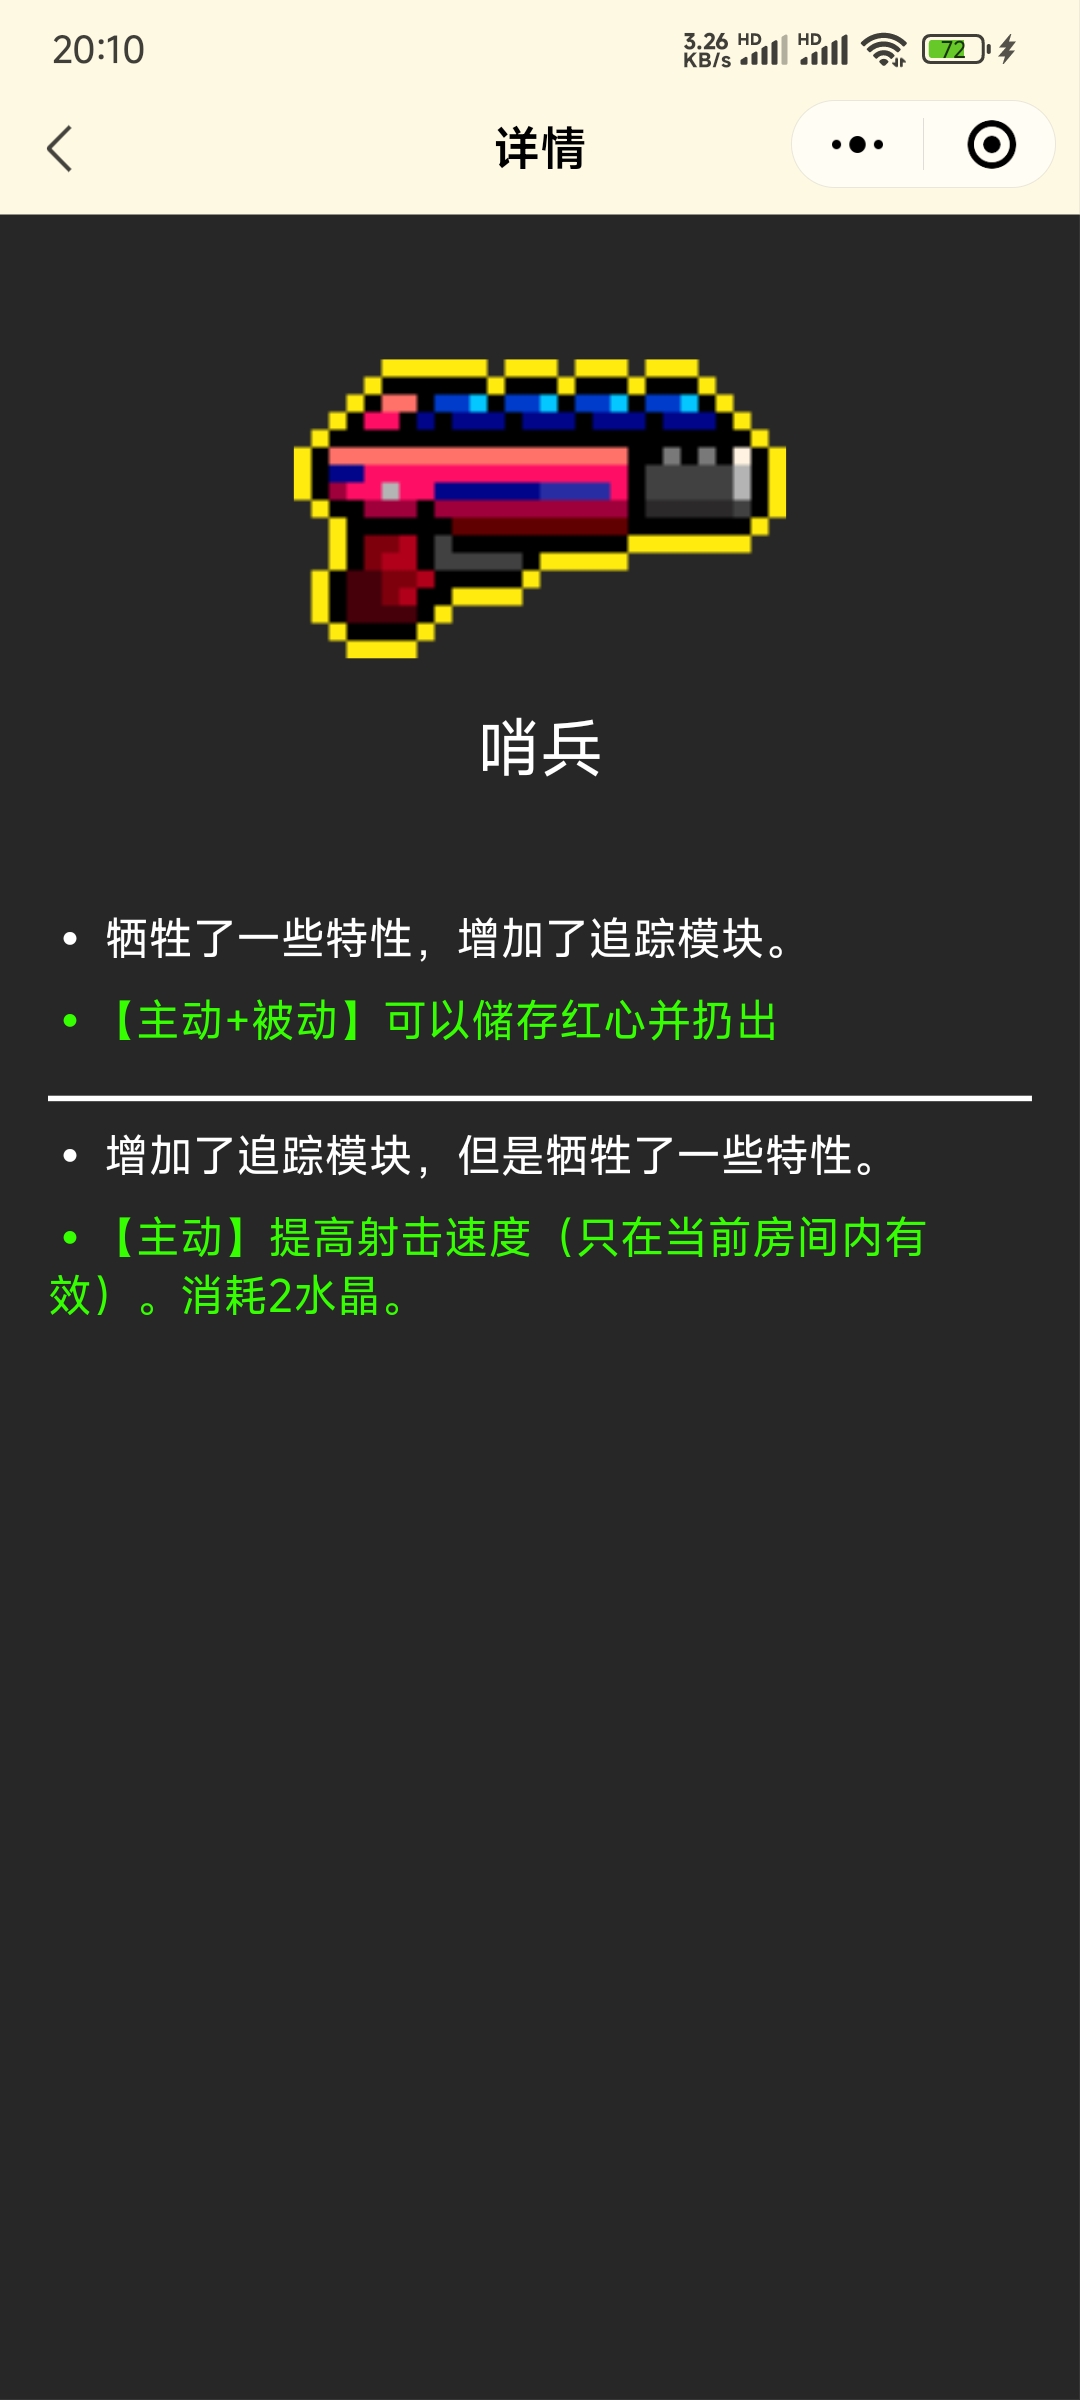 20:10
3.26 KB/s HD HD 72
详情
哨兵
• 牺牲了一些特性，增加了追踪模块。
• 【主动+被动】可以储存红心并扔出
• 增加了追踪模块，但是牺牲了一些特性。
• 【主动】提高射击速度（只在当前房间内有
效）。消耗2水晶。